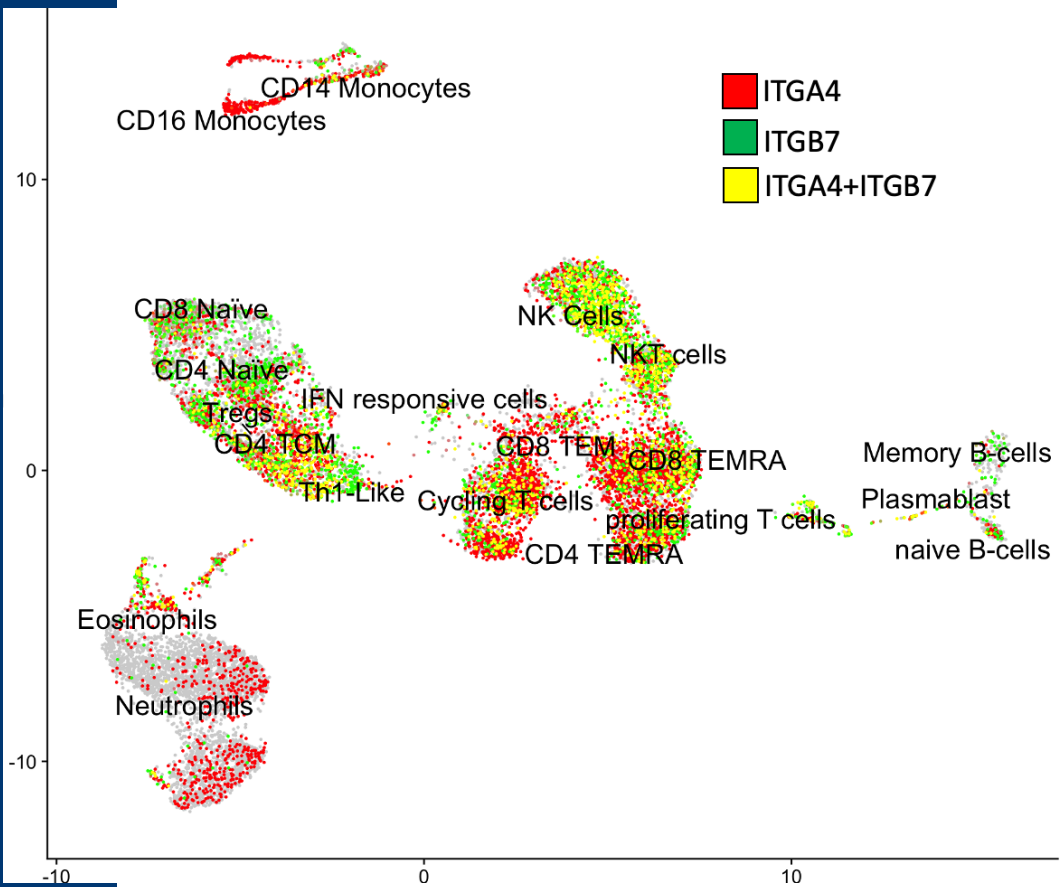 CD14 Monocytes
CD16 Monocytes
ITGA4
ITGB7
ITGA4+ITGB7
10
CD8 Naïve
NK Cells
NKT cells
CD4 Naïve
IFN responsive cells
Tregs
CD4 TCM
CD8 TEM
CD8 TEMRA
Memory B-cells
0
Th1-Like
Cycling T cells
Plasmablast
proliferating T cells
CD4 TEMRA
naive B-cells
Eosinophils
Neutrophils
-10
-10
0
10